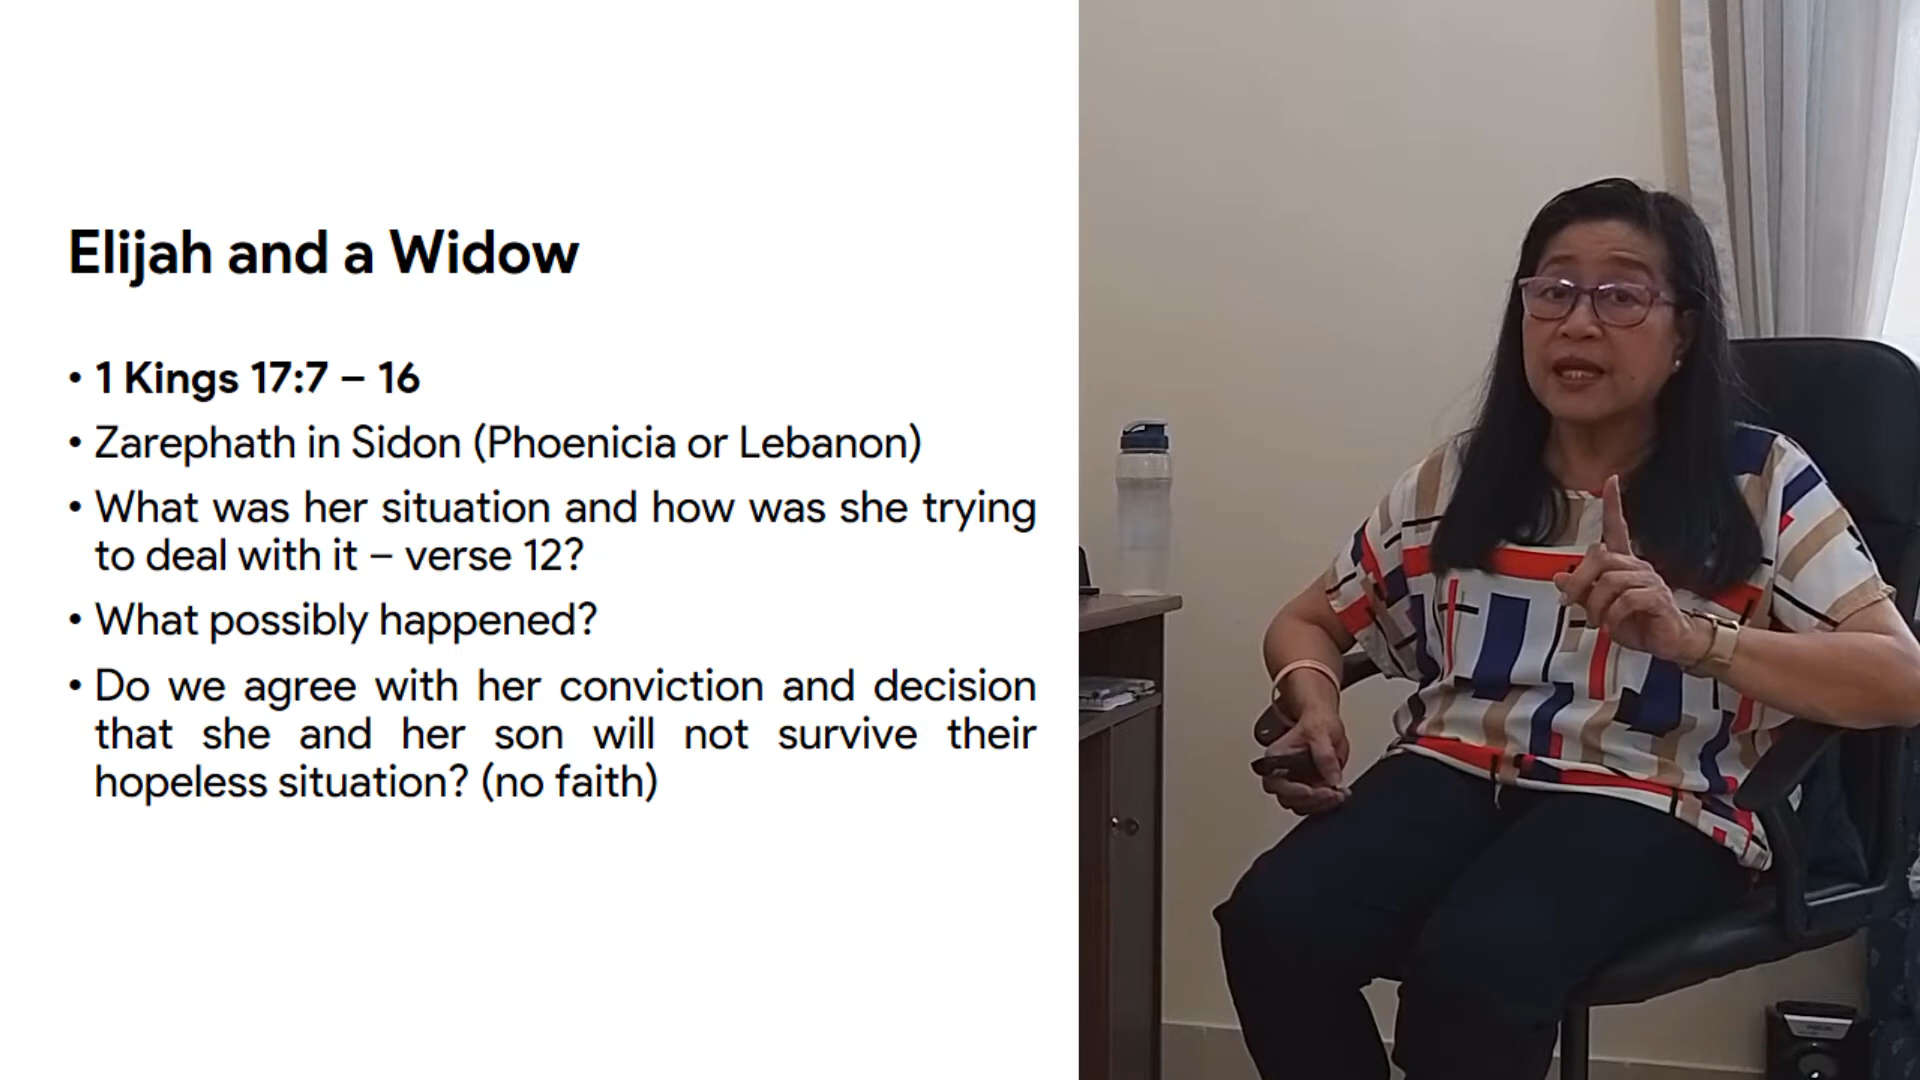 Elijah and a Widow
• 1 Kings 17:7 – 16
• Zarephath in Sidon (Phoenicia or Lebanon)
• What was her situation and how was she trying
to deal with it – verse 12?
• What possibly happened?
• Do we agree with her conviction and decision
that she and her son will not survive their
hopeless situation? (no faith)